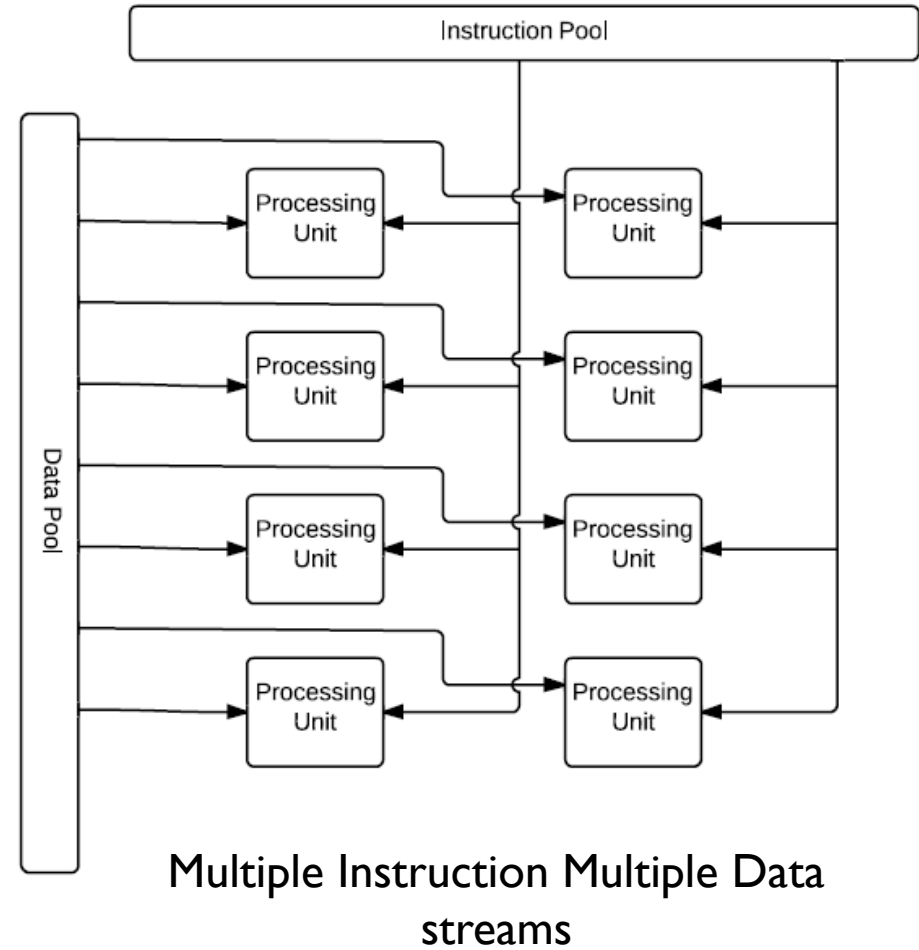 Instruction Pool
Data Pool
Processing
Unit
Processing
Unit
Processing
Unit
Processing
Unit
Processing
Unit
Processing
Unit
Processing
Unit
Processing
Unit
Multiple Instruction Multiple Data
streams